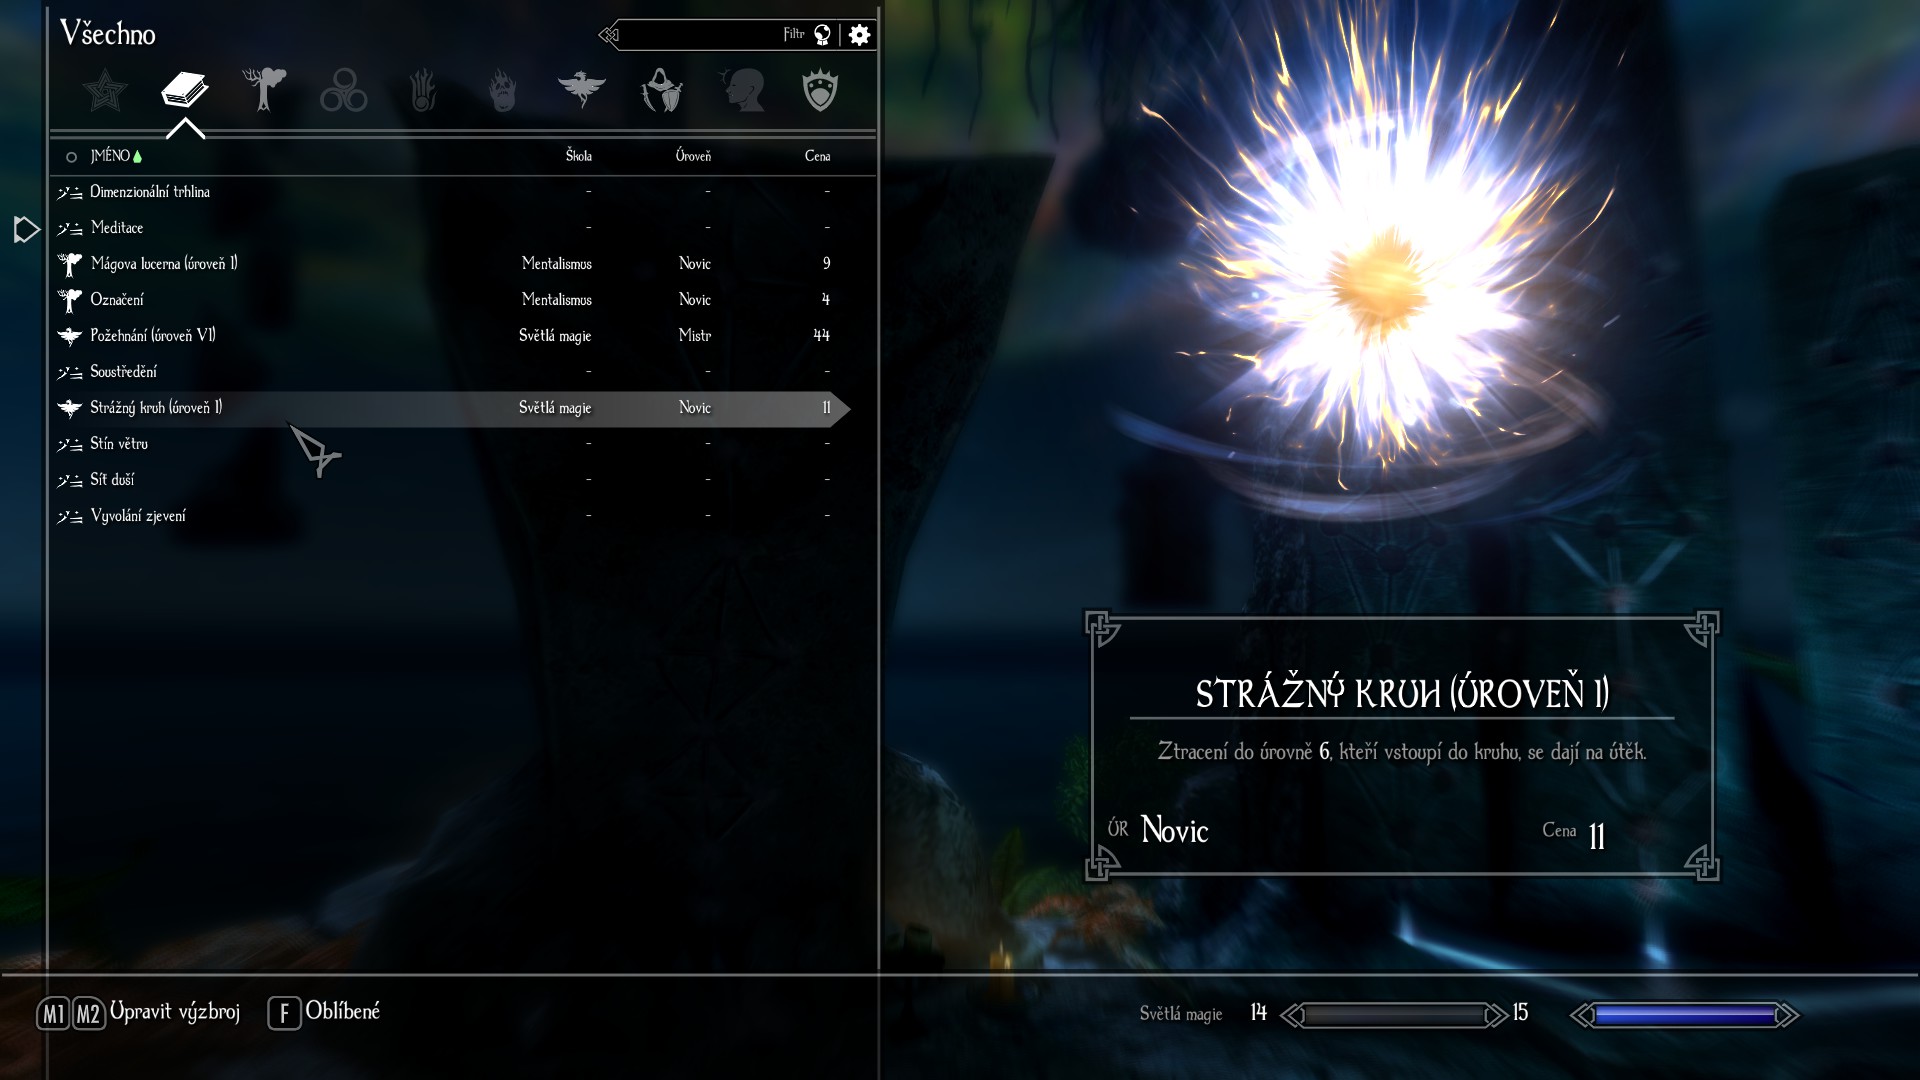 Všechno
Filtr
JMÉNO Škola Úroveň Cena
Dimenzionální trhlina - - -
Meditace - - -
Mágova lucerna (úroveň I) Mentalismus Novic 9
Označení Mentalismus Novic 4
Požehnání (úroveň VI) Světlá magie Mistr 44
Soustředění - - -
Strážný kruh (úroveň I) Světlá magie Novic 11
Stín větru - - -
Síť duší - - -
Vyvolání zjevení - - -
STRÁŽNÝ KRUH (ÚROVEŇ I)
Ztracení do úrovně 6, kteří vstoupí do kruhu, se dají na útěk.
ÚR Novic Cena 11
M1 M2 Upravit výzbroj F Oblíbené
Světlá magie 14 15